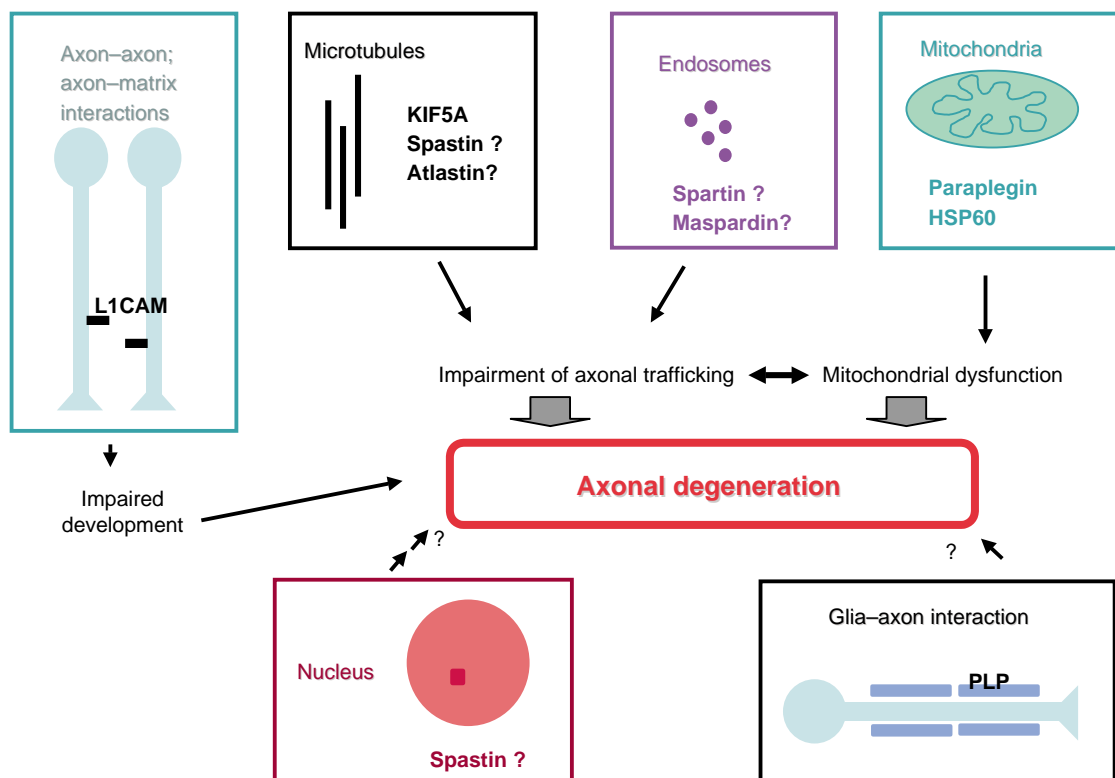 Axon–axon;
axon–matrix
interactions
L1CAM
Microtubules
KIF5A
Spastin ?
Atlastin?
Endosomes
Spartin ?
Maspardin?
Mitochondria
Paraplegin
HSP60
Impairment of axonal trafficking
Mitochondrial dysfunction
Impaired
development
Axonal degeneration
?
?
Nucleus
Spastin ?
Glia–axon interaction
PLP